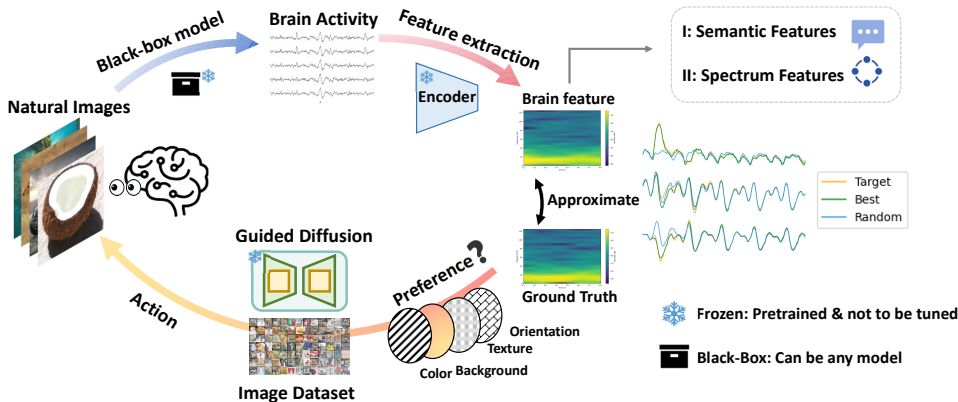 Black-box model
Brain Activity
Feature extraction
I: Semantic Features
II: Spectrum Features
Encoder
Natural Images
Brain feature
Approximate
Target
Best
Random
Guided Diffusion
Preference?
Ground Truth
Action
Orientation
Texture
Color
Background
Image Dataset
Frozen: Pretrained & not to be tuned
Black-Box: Can be any model